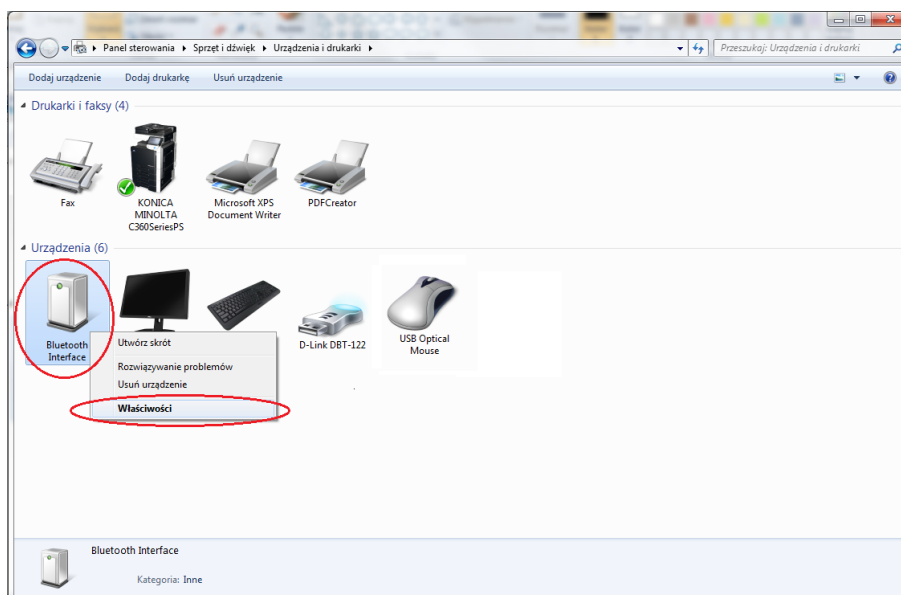 Panel sterowania ▸ Sprzęt i dźwięk ▸ Urządzenia i drukarki ▸
Przeszukaj: Urządzenia i drukarki
Dodaj urządzenie Dodaj drukarkę Usuń urządzenie
Drukarki i faksy (4)
Fax
KONICA
MINOLTA
C360SeriesPS
Microsoft XPS
Document Writer
PDFCreator
Urządzenia (6)
Bluetooth
Interface
D-Link DBT-122
USB Optical
Mouse
Utwórz skrót
Rozwiązywanie problemów
Usuń urządzenie
Właściwości
Bluetooth Interface
Kategoria: Inne